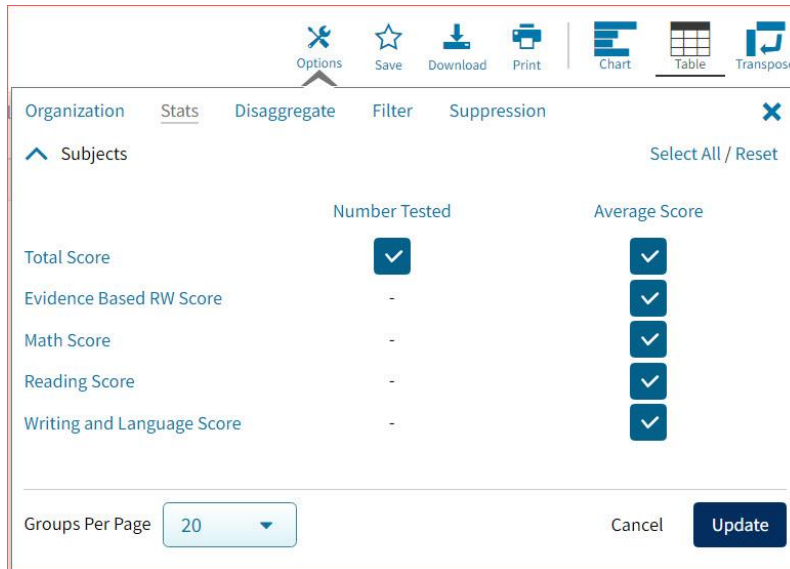 Options Save Download Print Chart Table Transpose
Organization Stats Disaggregate Filter Suppression
Subjects Select All / Reset
Number Tested Average Score
Total Score
Evidence Based RW Score -
Math Score -
Reading Score -
Writing and Language Score -
Groups Per Page 20 Cancel Update